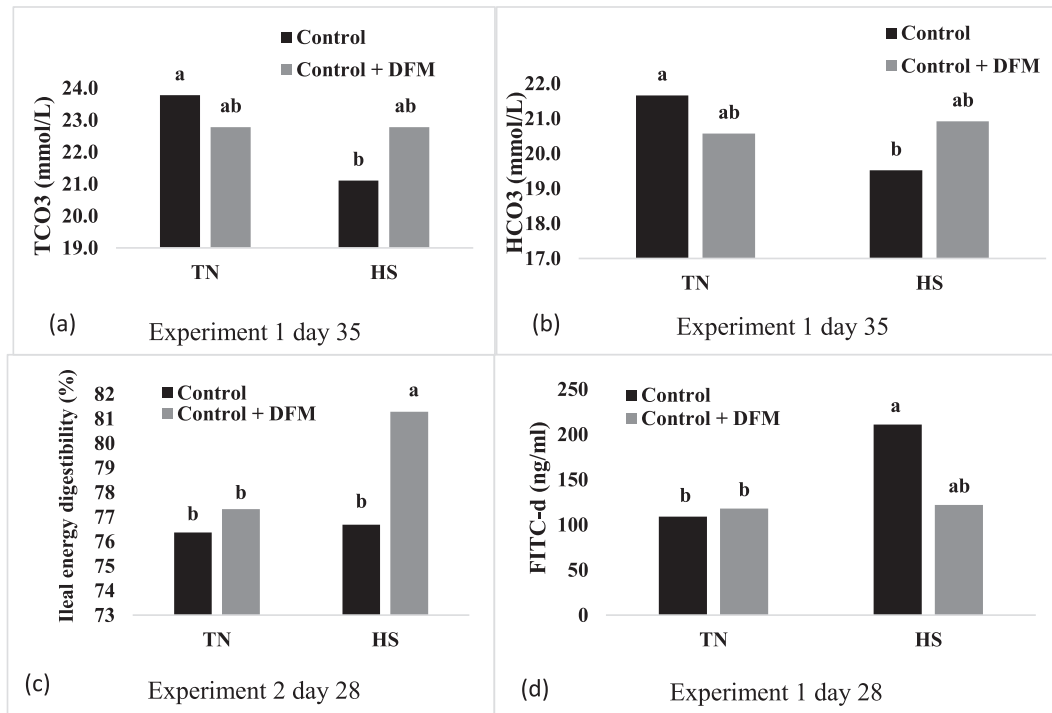 Control
Control + DFM
TCO3 (mmol/L)
24.0
23.0
22.0
21.0
20.0
19.0
a
ab
b
ab
TN
HS
(a)
Experiment 1 day 35
Control
Control + DFM
HCO3 (mmol/L)
22.0
21.0
20.0
19.0
18.0
17.0
a
ab
b
ab
TN
HS
(b)
Experiment 1 day 35
Control
Control + DFM
Ileal energy digestibility (%)
82
81
80
79
78
77
76
75
74
73
b
b
b
a
TN
HS
(c)
Experiment 2 day 28
Control
Control + DFM
FITC-d (ng/ml)
250
200
150
100
50
0
b
b
a
ab
TN
HS
(d)
Experiment 1 day 28